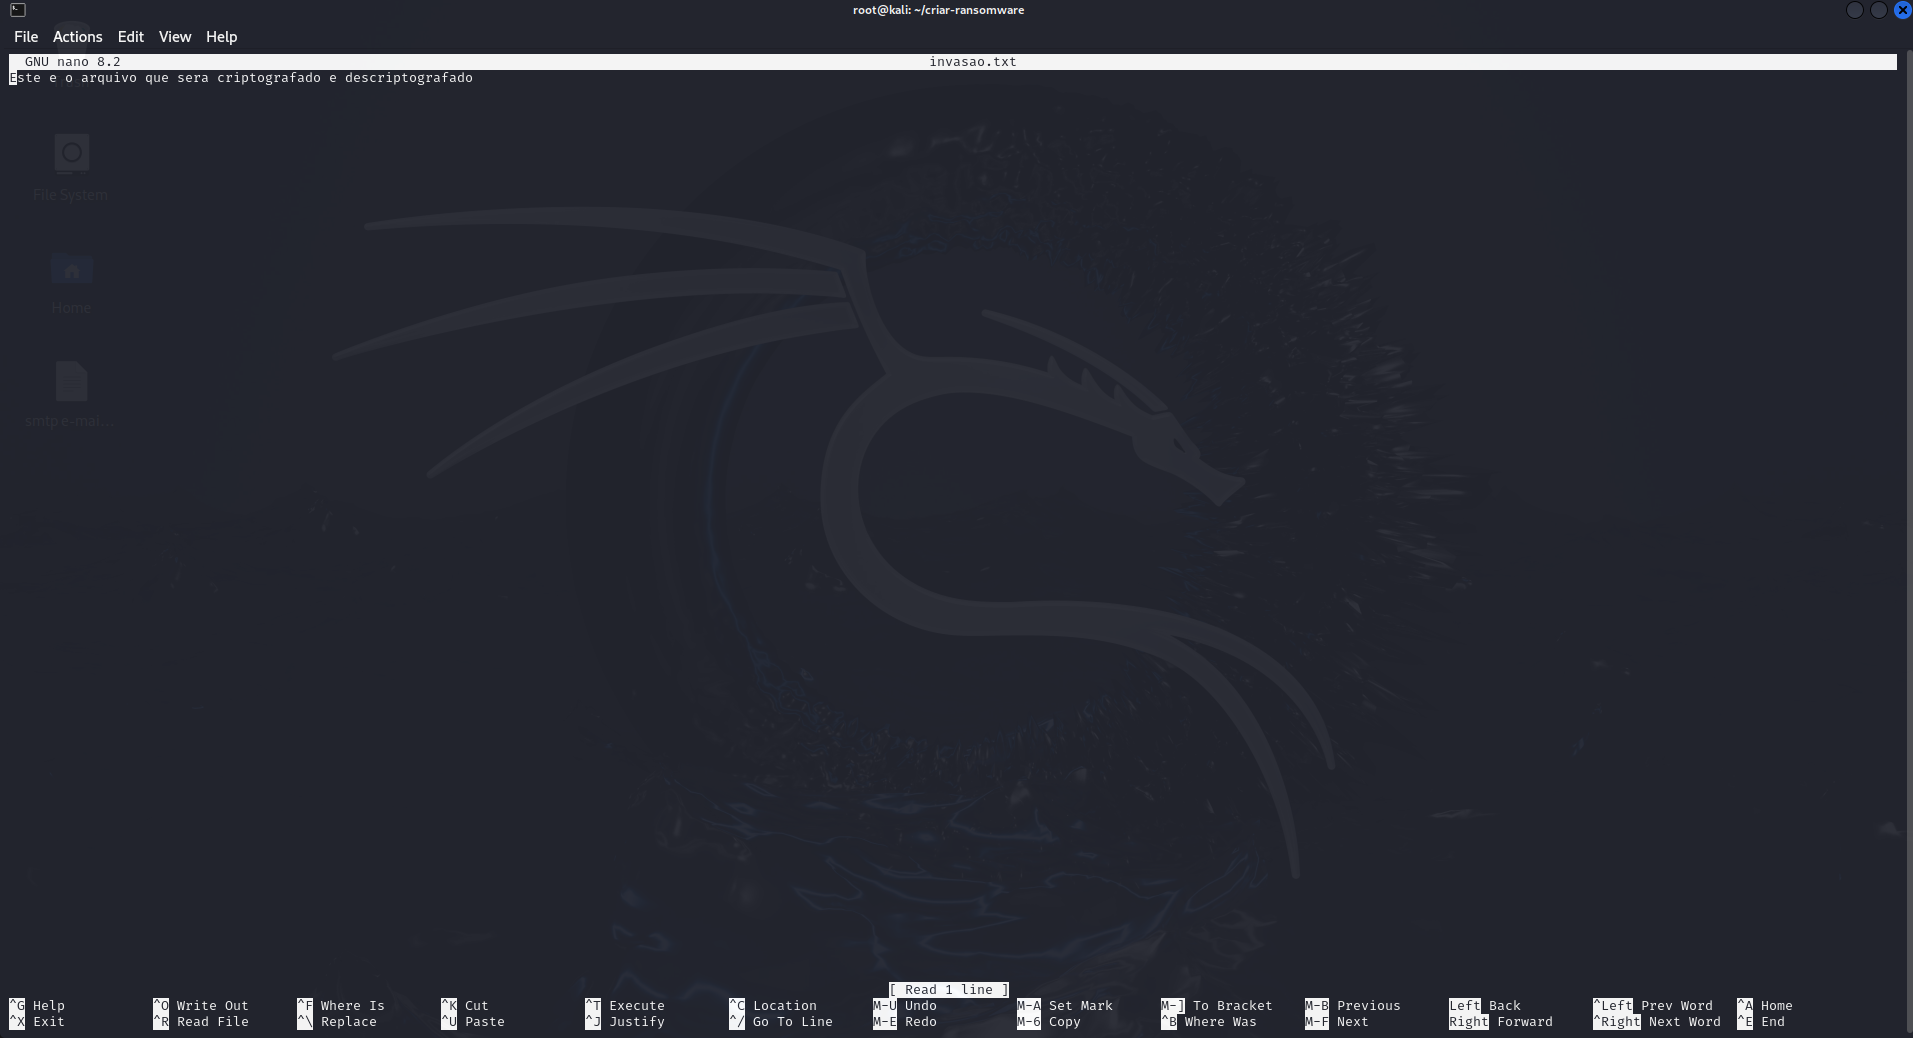 root@kali: ~/criar-ransomware
File Actions Edit View Help
GNU nano 8.2 invasao.txt
Este e o arquivo que sera criptografado e descriptografado
File System
Home
smtp e-mai...
[ Read 1 line ]
^G Help ^O Write Out ^F Where Is ^K Cut ^T Execute ^C Location M-U Undo M-A Set Mark M-] To Bracket M-B Previous Left Back ^Left Prev Word ^A Home
^X Exit ^R Read File ^\ Replace ^U Paste ^J Justify ^/ Go To Line M-E Redo M-6 Copy ^B Where Was M-F Next Right Forward ^Right Next Word ^E End